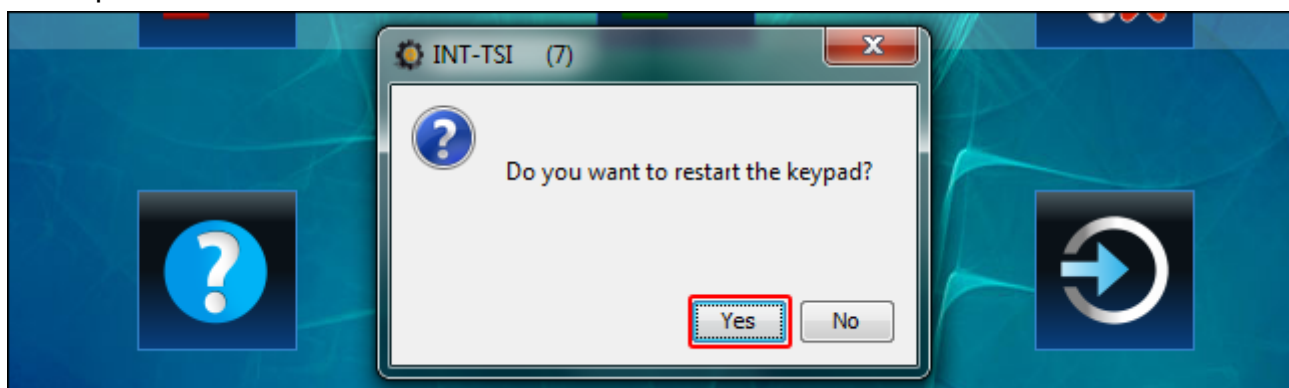 INT-TSI (7)
Do you want to restart the keypad?
Yes
No